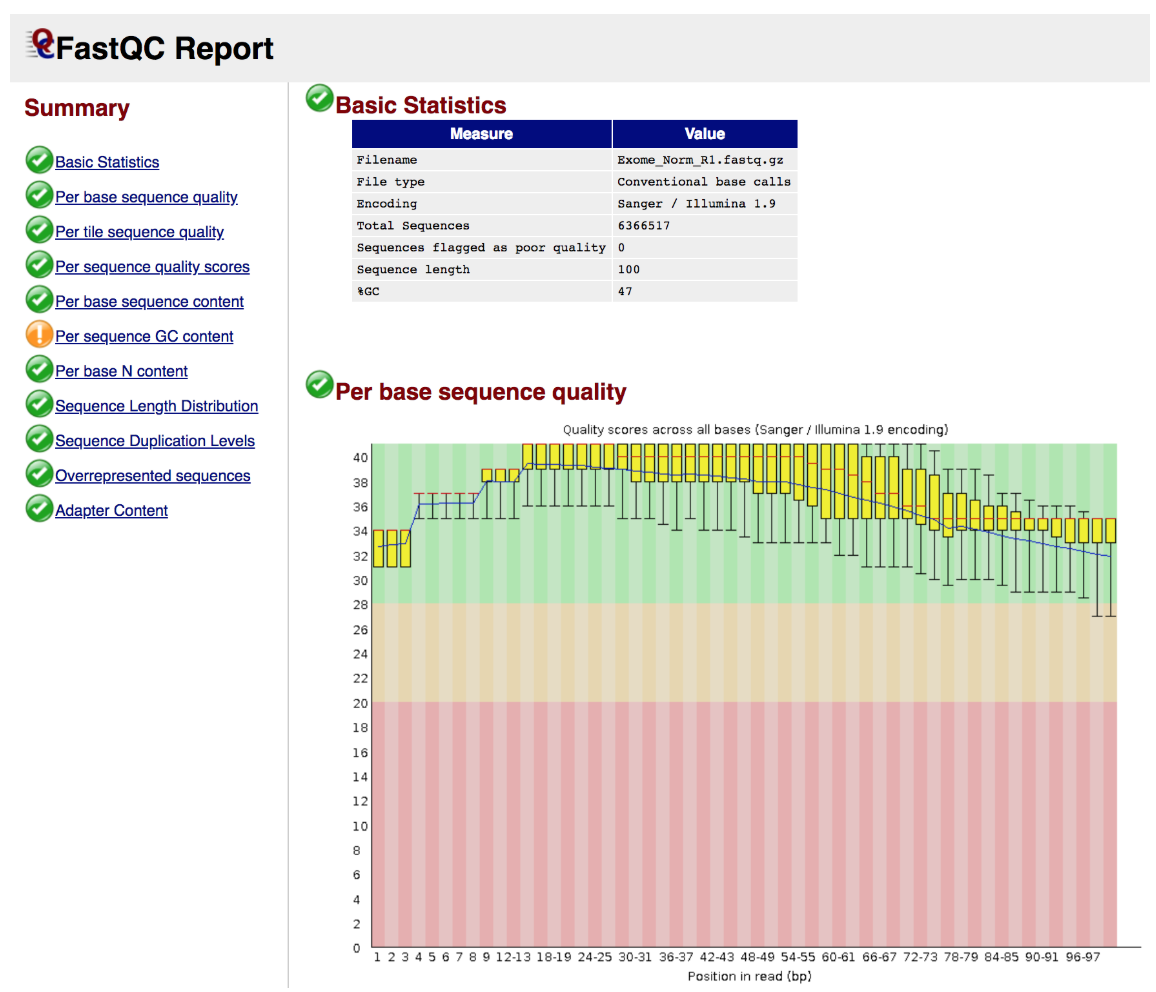 FastQC Report
Summary
Basic Statistics
Per base sequence quality
Per tile sequence quality
Per sequence quality scores
Per base sequence content
Per sequence GC content
Per base N content
Sequence Length Distribution
Sequence Duplication Levels
Overrepresented sequences
Adapter Content
Basic Statistics
Measure Value
Filename Exome_Norm_R1.fastq.gz
File type Conventional base calls
Encoding Sanger / Illumina 1.9
Total Sequences 6366517
Sequences flagged as poor quality 0
Sequence length 100
%GC 47
Per base sequence quality
Quality scores across all bases (Sanger / Illumina 1.9 encoding)
40
38
36
34
32
30
28
26
24
22
20
18
16
14
12
10
8
6
4
2
0
1 2 3 4 5 6 7 8 9 12-13 18-19 24-25 30-31 36-37 42-43 48-49 54-55 60-61 66-67 72-73 78-79 84-85 90-91 96-97
Position in read (bp)